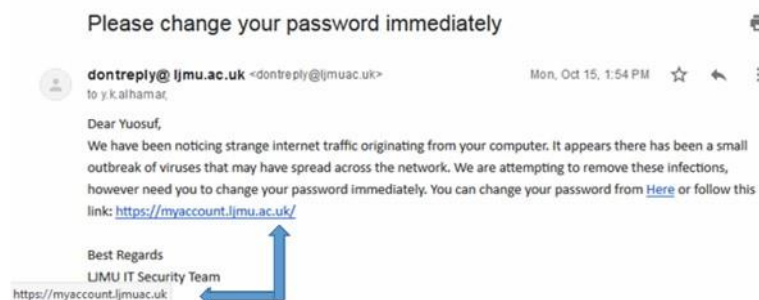 Please change your password immediately
dontreply@ ljmu.ac.uk <dontreply@ljmuac.uk> Mon, Oct 15, 1:54 PM
to y.k.alhamar,
Dear Yuosuf,
We have been noticing strange internet traffic originating from your computer. It appears there has been a small
outbreak of viruses that may have spread across the network. We are attempting to remove these infections,
however need you to change your password immediately. You can change your password from Here or follow this
link: https://myaccount.ljmu.ac.uk/
Best Regards
LJMU IT Security Team
https://myaccount.ljmuac.uk